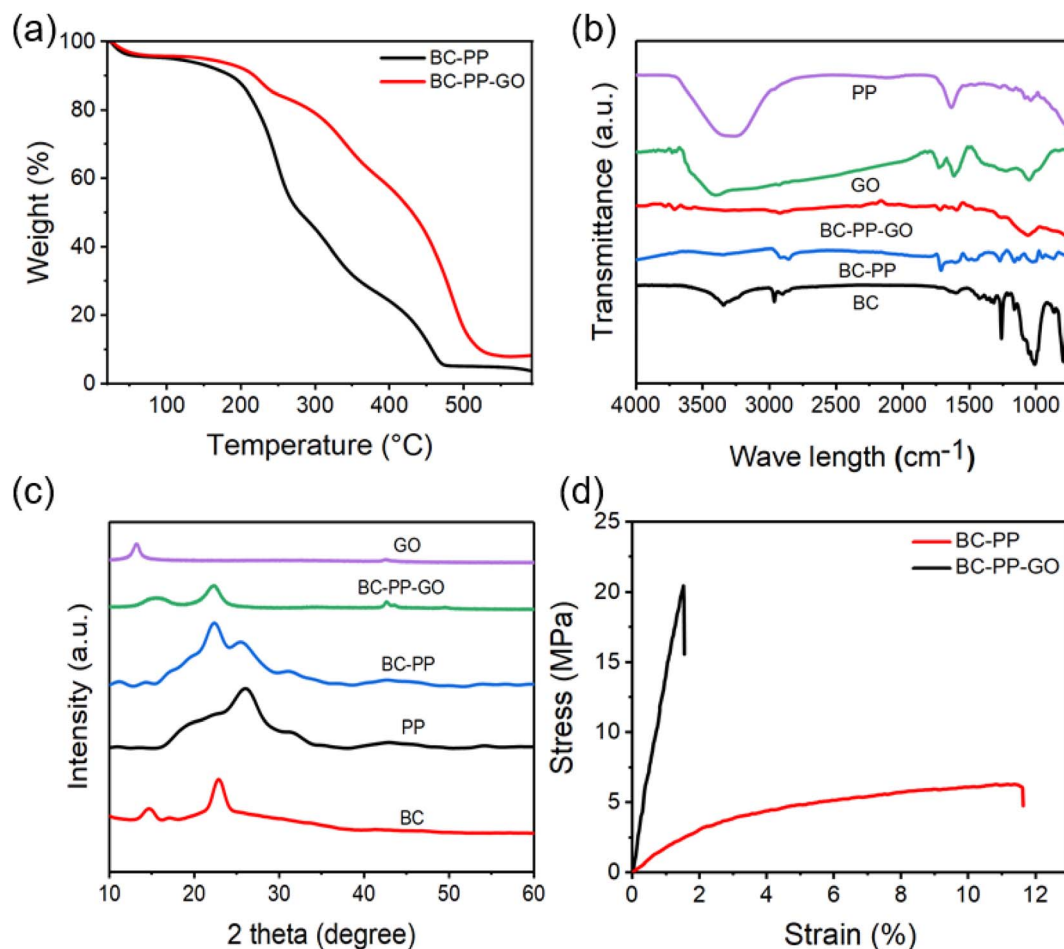 (a)
100
80
60
40
20
0
Weight (%)
BC-PP
BC-PP-GO
100
200
300
400
500
Temperature (°C)
(b)
Transmittance (a.u.)
PP
GO
BC-PP-GO
BC-PP
BC
4000 3500 3000 2500 2000 1500 1000
Wave length (cm-1)
(c)
Intensity (a.u.)
GO
BC-PP-GO
BC-PP
PP
BC
10 20 30 40 50 60
2 theta (degree)
(d)
25
20
15
10
5
0
Stress (MPa)
BC-PP
BC-PP-GO
0 2 4 6 8 10 12
Strain (%)